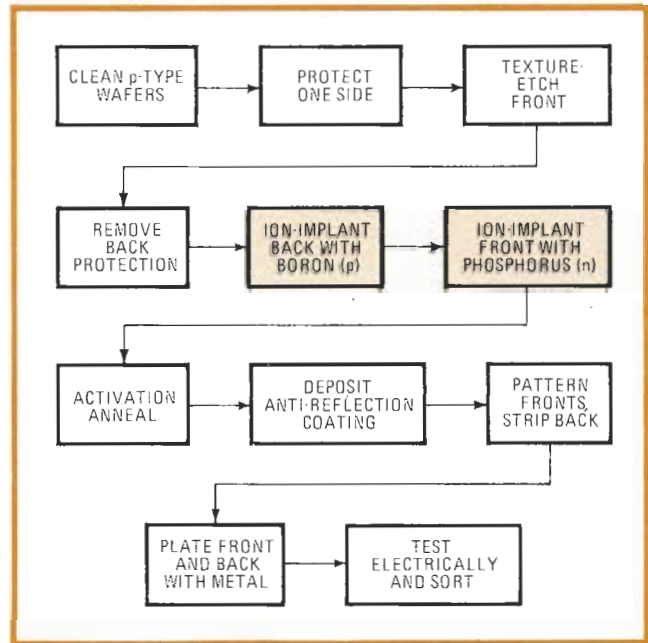 CLEAN p-TYPE
WAFERS
PROTECT
ONE SIDE
TEXTURE-
ETCH
FRONT
REMOVE
BACK
PROTECTION
ION-IMPLANT
BACK WITH
BORON (p)
ION-IMPLANT
FRONT WITH
PHOSPHORUS (n)
ACTIVATION
ANNEAL
DEPOSIT
ANTI-REFLECTION
COATING
PATTERN
FRONTS,
STRIP BACK
PLATE FRONT
AND BACK
WITH METAL
TEST
ELECTRICALLY
AND SORT